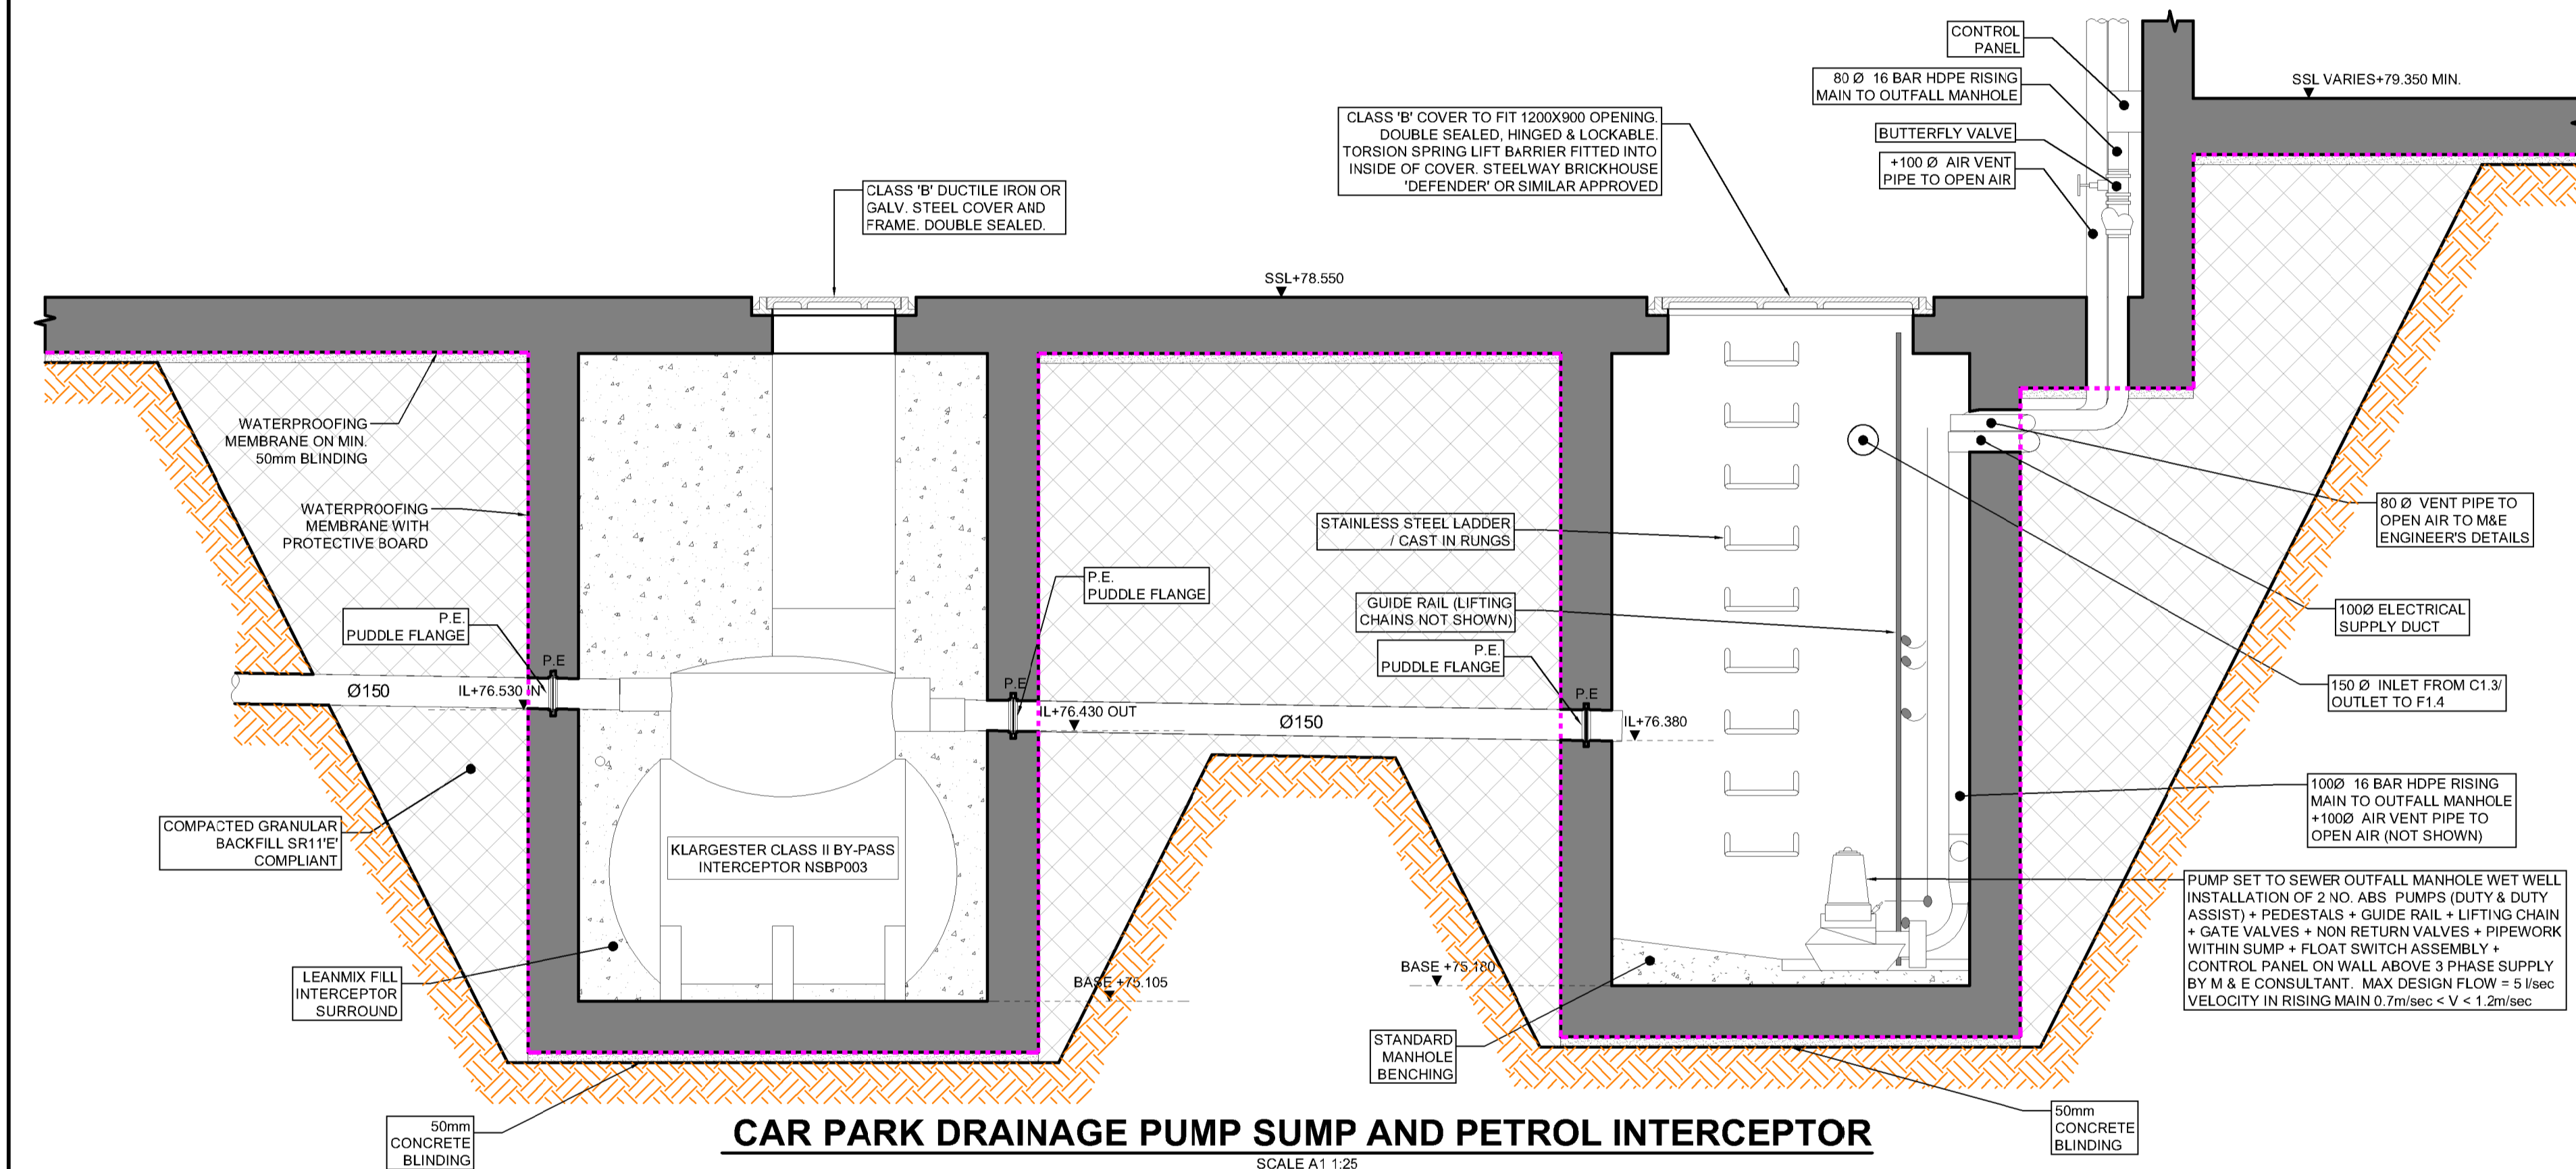 CONTROL
PANEL
80 Ø 16 BAR HDPE RISING
MAIN TO OUTFALL MANHOLE
BUTTERFLY VALVE
+100 Ø AIR VENT
PIPE TO OPEN AIR
SSL VARIES+79.350 MIN.
CLASS 'B' COVER TO FIT 1200X900 OPENING.
DOUBLE SEALED, HINGED & LOCKABLE.
TORSION SPRING LIFT BARRIER FITTED INTO
INSIDE OF COVER. STEELWAY BRICKHOUSE
'DEFENDER' OR SIMILAR APPROVED
CLASS 'B' DUCTILE IRON OR
GALV. STEEL COVER AND
FRAME. DOUBLE SEALED.
SSL+78.550
WATERPROOFING
MEMBRANE ON MIN.
50mm BLINDING
WATERPROOFING
MEMBRANE WITH
PROTECTIVE BOARD
P.E.
PUDDLE FLANGE
P.E
Ø150
IL+76.530 IN
P.E.
PUDDLE FLANGE
P.E
IL+76.430 OUT
Ø150
STAINLESS STEEL LADDER
/ CAST IN RUNGS
GUIDE RAIL (LIFTING
CHAINS NOT SHOWN)
P.E.
PUDDLE FLANGE
P.E
IL+76.380
80 Ø VENT PIPE TO
OPEN AIR TO M&E
ENGINEER'S DETAILS
100Ø ELECTRICAL
SUPPLY DUCT
150 Ø INLET FROM C1.3/
OUTLET TO F1.4
100Ø 16 BAR HDPE RISING
MAIN TO OUTFALL MANHOLE
+100Ø AIR VENT PIPE TO
OPEN AIR (NOT SHOWN)
COMPACTED GRANULAR
BACKFILL SR11'E'
COMPLIANT
KLARGESTER CLASS II BY-PASS
INTERCEPTOR NSBP003
PUMP SET TO SEWER OUTFALL MANHOLE WET WELL
INSTALLATION OF 2 NO. ABS PUMPS (DUTY & DUTY
ASSIST) + PEDESTALS + GUIDE RAIL + LIFTING CHAIN
+ GATE VALVES + NON RETURN VALVES + PIPEWORK
WITHIN SUMP + FLOAT SWITCH ASSEMBLY +
CONTROL PANEL ON WALL ABOVE 3 PHASE SUPPLY
BY M & E CONSULTANT. MAX DESIGN FLOW = 5 l/sec
VELOCITY IN RISING MAIN 0.7m/sec < V < 1.2m/sec
LEANMIX FILL
INTERCEPTOR
SURROUND
BASE +75.105
BASE +75.180
STANDARD
MANHOLE
BENCHING
50mm
CONCRETE
BLINDING
50mm
CONCRETE
BLINDING
CAR PARK DRAINAGE PUMP SUMP AND PETROL INTERCEPTOR
SCALE A1 1:25